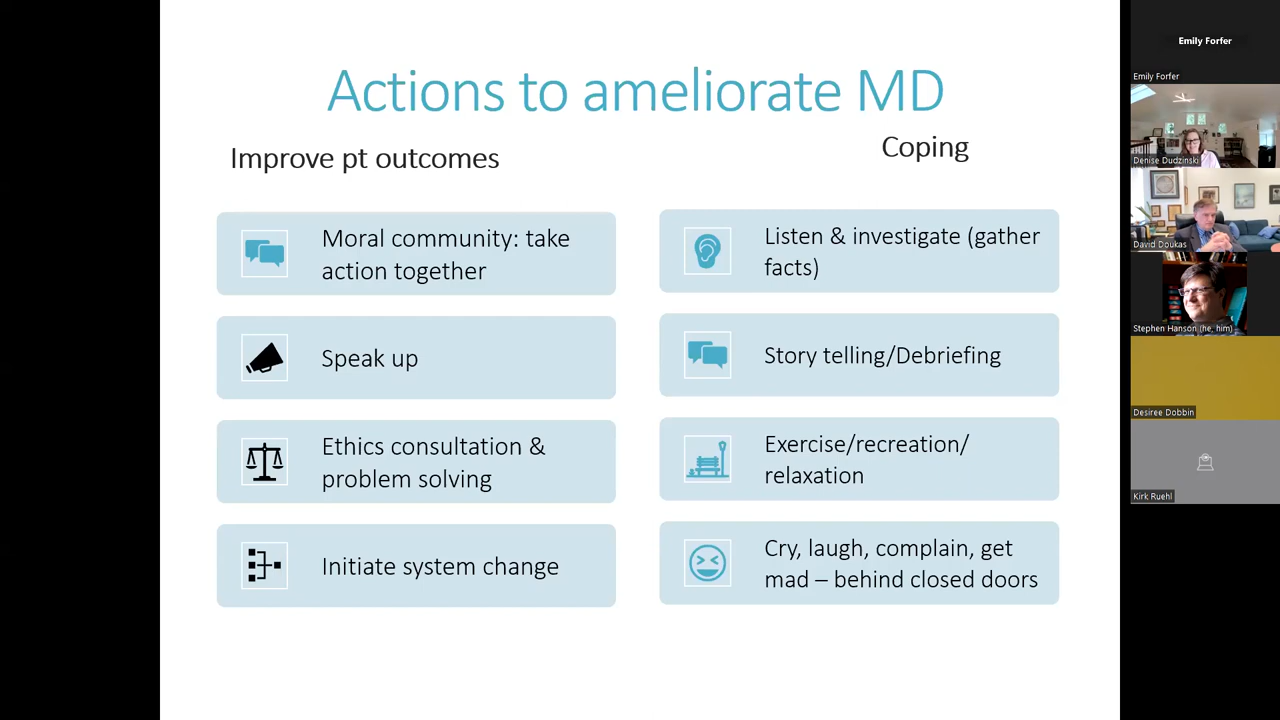 Actions to ameliorate MD
Improve pt outcomes
Moral community: take
action together
Speak up
Ethics consultation &
problem solving
Initiate system change
Coping
Listen & investigate (gather
facts)
Story telling/Debriefing
Exercise/recreation/
relaxation
Cry, laugh, complain, get
mad – behind closed doors
Emily Forfer
Emily Forfer
Denise Dudzinski
David Doukas
Stephen Hanson (he, him)
Desiree Dobbin
Kirk Ruehl